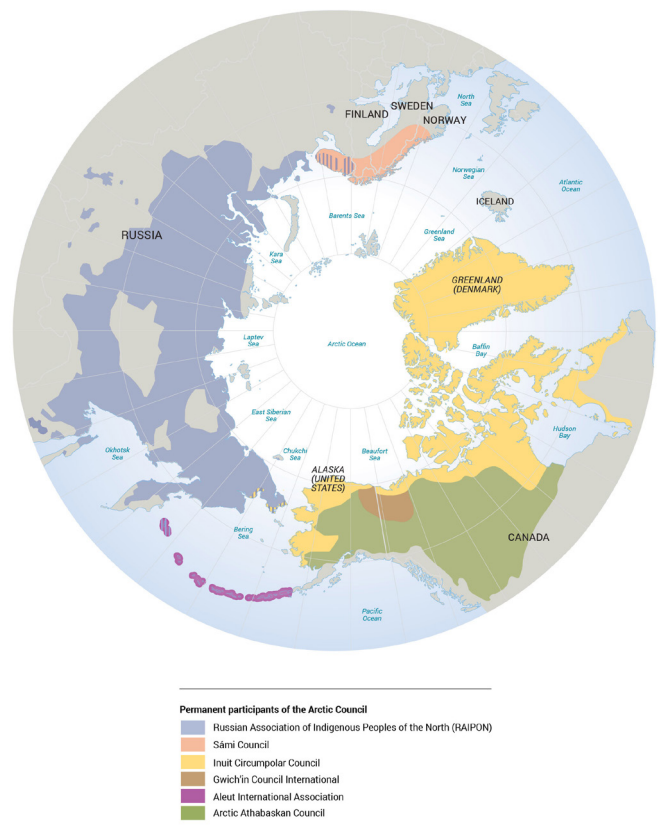 North
Sea
SWEDEN
FINLAND
NORWAY
Norwegian
Sea
Atlantic
Ocean
ICELAND
Barents Sea
Greenland
Sea
RUSSIA
Kara
Sea
GREENLAND
(DENMARK)
Laptev
Sea
Arctic Ocean
Baffin
Bay
East Siberian
Sea
Hudson
Bay
Okhotsk
Sea
Chukchi
Sea
Beaufort
Sea
ALASKA
(UNITED
STATES)
Bering
Sea
CANADA
Pacific
Ocean
Permanent participants of the Arctic Council
Russian Association of Indigenous Peoples of the North (RAIPON)
Sámi Council
Inuit Circumpolar Council
Gwich'in Council International
Aleut International Association
Arctic Athabaskan Council